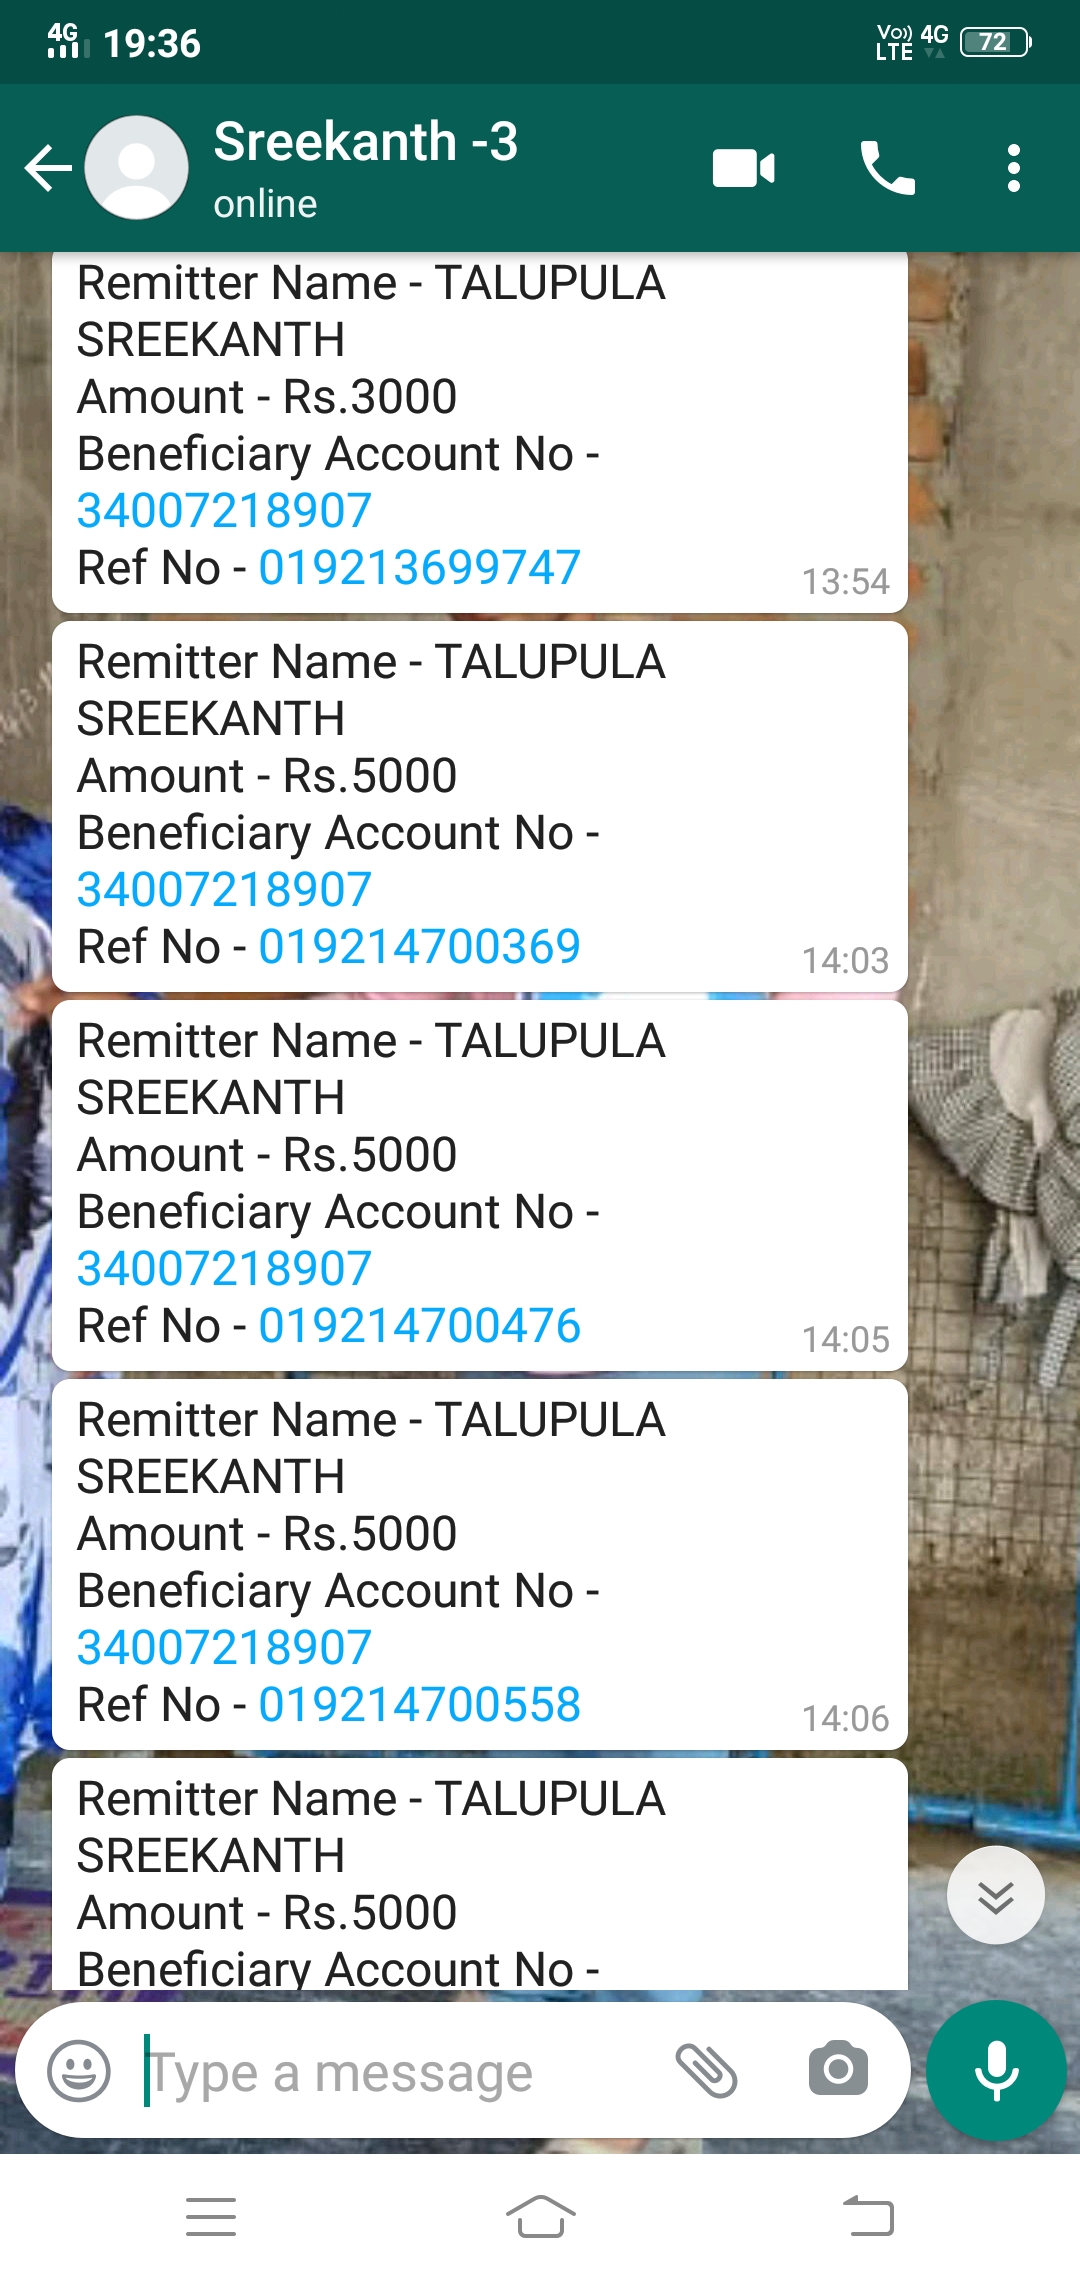 4G 19:36 Vo)) LTE 4G 72
Sreekanth -3
online
Remitter Name - TALUPULA
SREEKANTH
Amount - Rs.3000
Beneficiary Account No -
34007218907
Ref No - 019213699747 13:54
Remitter Name - TALUPULA
SREEKANTH
Amount - Rs.5000
Beneficiary Account No -
34007218907
Ref No - 019214700369 14:03
Remitter Name - TALUPULA
SREEKANTH
Amount - Rs.5000
Beneficiary Account No -
34007218907
Ref No - 019214700476 14:05
Remitter Name - TALUPULA
SREEKANTH
Amount - Rs.5000
Beneficiary Account No -
34007218907
Ref No - 019214700558 14:06
Remitter Name - TALUPULA
SREEKANTH
Amount - Rs.5000
Beneficiary Account No -
Type a message